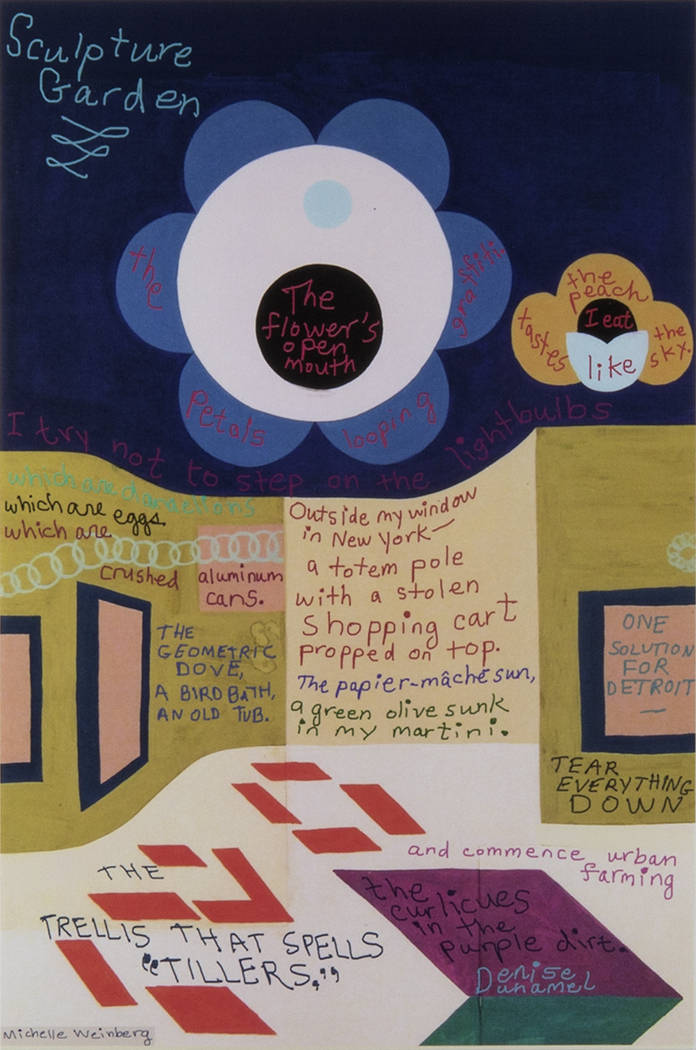 Sculpture
Garden
The
flower's
open
mouth
the
petals
looping
graffiti
the
peach
I eat
tastes
like
the
sky.
I try not to step on the lightbulbs
which are dandelions
which are eggs
which are
crushed
aluminum
cans.
THE
GEOMETRIC
DOVE,
A BIRD BATH,
AN OLD TUB.
Outside my window
in New York—
a totem pole
with a stolen
shopping cart
propped on top.
The papier-mâché sun,
a green olive sunk
in my martini.
ONE
SOLUTION
FOR
DETROIT
—
TEAR
EVERYTHING
DOWN
and commence urban
farming
THE
TRELLIS THAT SPELLS
"TILLERS,"
the
curlicues
in the
purple dirt.
Denise
Duhamel
Michelle Weinberg